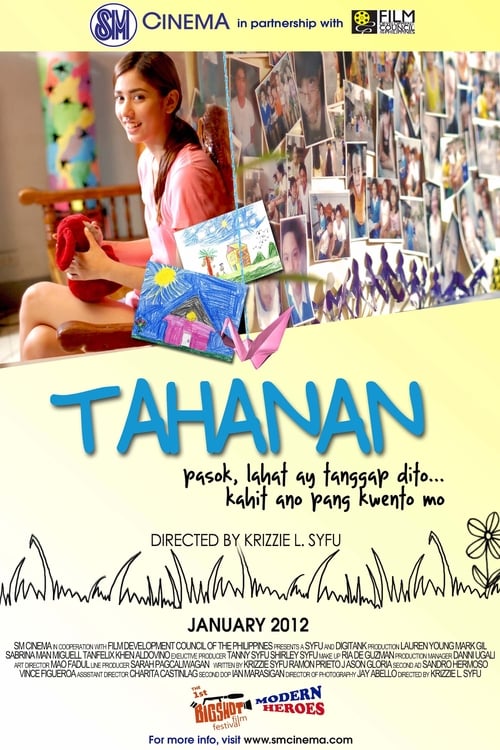 SM CINEMA in partnership with FILM DEVELOPMENT COUNCIL OF THE PHILIPPINES
TAHANAN
pasok, lahat ay tanggap dito...
kahit ano pang kwento mo
DIRECTED BY KRIZZIE L. SYFU
JANUARY 2012
SM CINEMA IN COOPERATION WITH FILM DEVELOPMENT COUNCIL OF THE PHILIPPINES PRESENTS A SYFU AND DIGITANK PRODUCTION LAUREN YOUNG MARK GIL
SABRINA MAN MIGUELL TANFELIX KHEN ALDOVINO EXECUTIVE PRODUCER TANNY SYFU SHIRLEY SYFU MAKE UP RIA DE GUZMAN PRODUCTION MANAGER DANNI UGALI
ART DIRECTOR MAO FADUL LINE PRODUCER SARAH PAGCALIWAGAN WRITTEN BY KRIZZIE SYFU RAMON PRIETO JASON GLORIA SECOND AD SANDRO HERMOSO
VINCE FIGUEROA ASSISTANT DIRECTOR CHARITA CASTINLAG SECOND DOP IAN MARASIGAN DIRECTOR OF PHOTOGRAPHY JAY ABELLO DIRECTED BY KRIZZIE L. SYFU
THE 1st
BIGSHOT
film
festival
MODERN
HEROES
For more info, visit www.smcinema.com